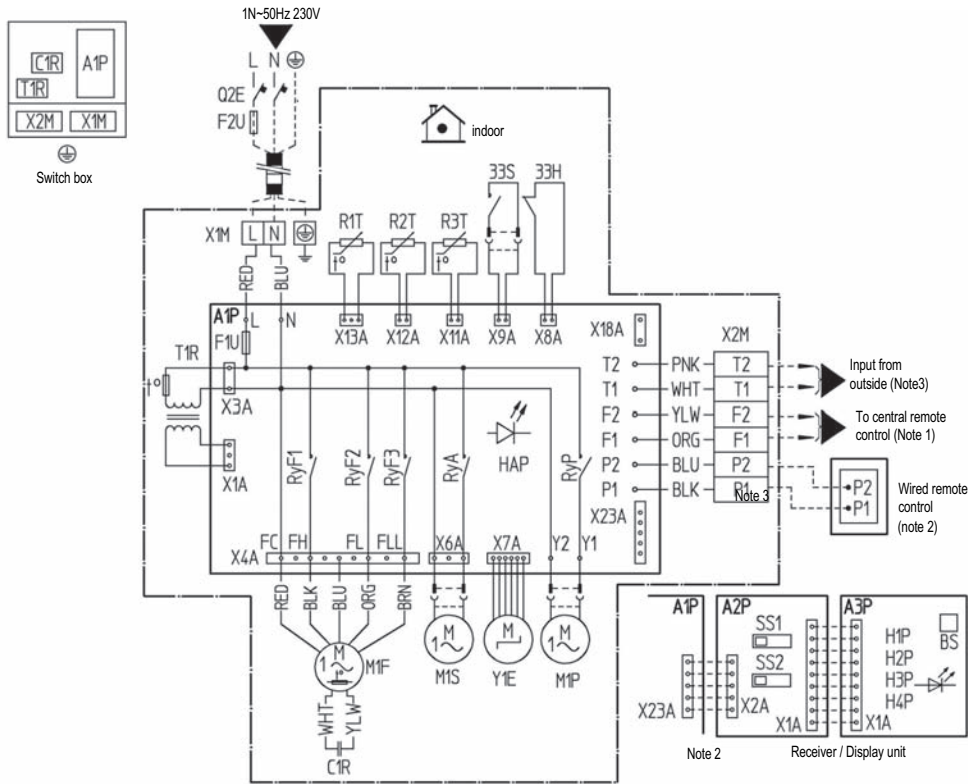 1N~50Hz 230V
L N
C1R A1P
T1R
X2M X1M
Switch box
Q2E
F2U
indoor
33S 33H
X1M L N
R1T R2T R3T
RED BLU
A1P L N
F1U
X13A X12A X11A X9A X8A X18A
X2M
T1R
X3A
X1A
T2 PNK T2
T1 WHT T1
Input from
outside (Note3)
F2 YLW F2
F1 ORG F1
To central remote
control (Note 1)
P2 BLU P2
P1 BLK P1
Note 3
P2
P1
Wired remote
control
(note 2)
RyF1 RyF2 RyF3 RyA HAP RyP
X23A
X4A FC FH FL FLL X6A X7A Y2 Y1
RED BLK BLU ORG BRN
M
1
M1F
M
1
M1S
M
Y1E
M
1
M1P
WHT YLW
C1R
A1P A2P A3P
SS1
SS2
BS
H1P
H2P
H3P
H4P
X23A X2A X1A X1A
Note 2
Receiver / Display unit